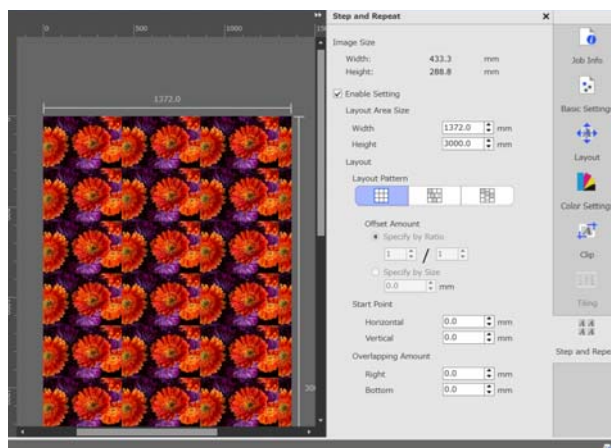 Step and Repeat
Image Size
Width: 433.3 mm
Height: 288.8 mm
Enable Setting
Layout Area Size
Width 1372.0 mm
Height 3000.0 mm
Layout
Layout Pattern
Offset Amount
Specify by Ratio
1 / 1
Specify by Size
0.0 mm
Start Point
Horizontal 0.0 mm
Vertical 0.0 mm
Overlapping Amount
Right 0.0 mm
Bottom 0.0 mm
0 500 1000
1372.0
Job Info
Basic Setting
Layout
Color Setting
Clip
Tiling
Step and Repe